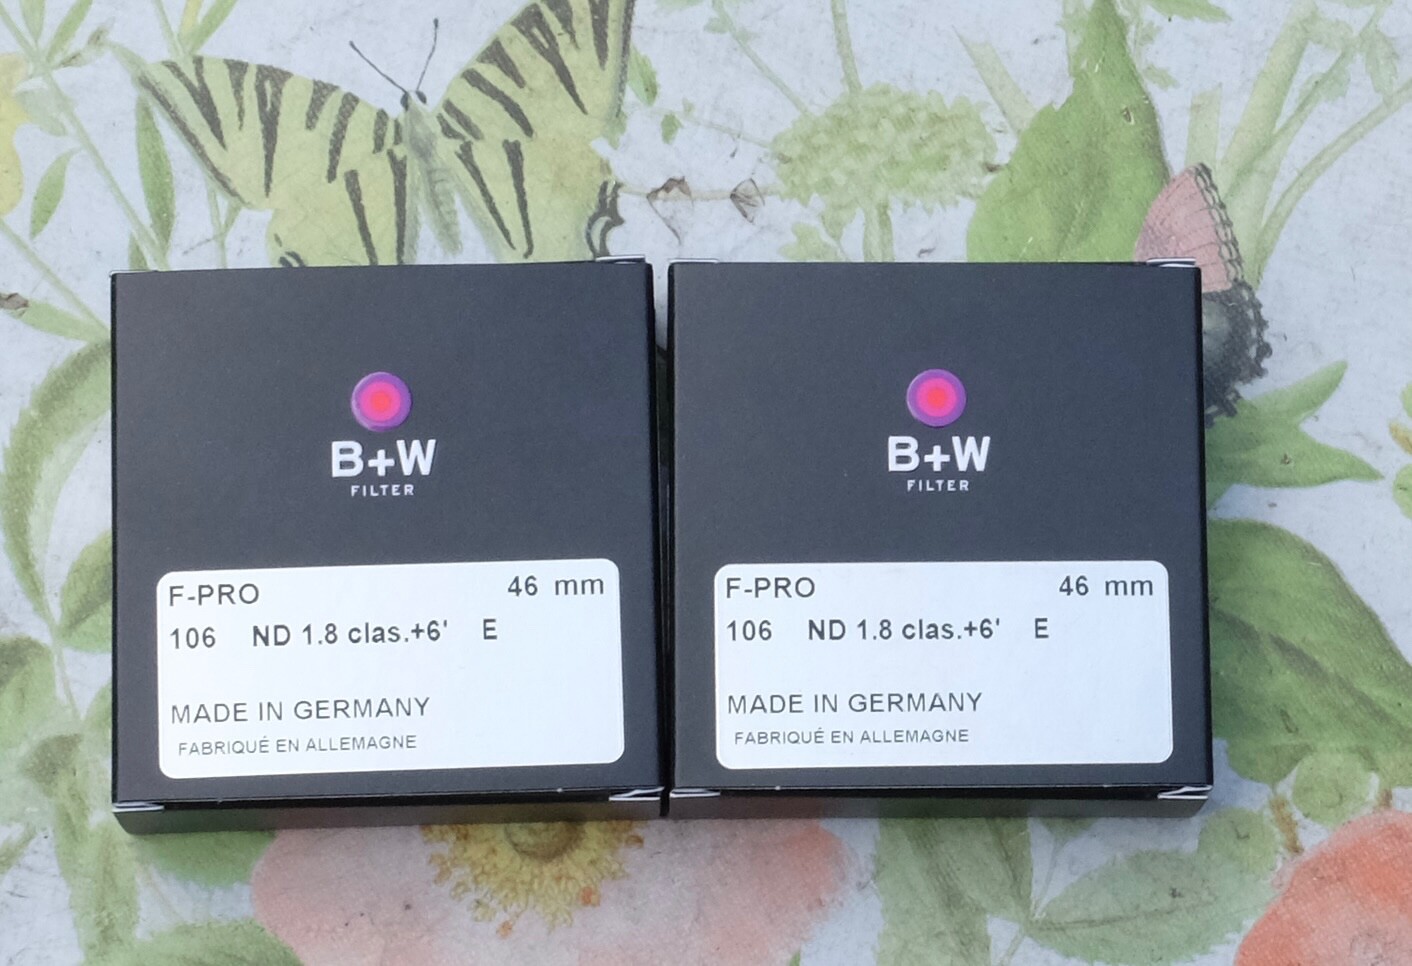 B+W
FILTER
F-PRO 46 mm
106 ND 1.8 clas.+6' E
MADE IN GERMANY
FABRIQUÉ EN ALLEMAGNE
B+W
FILTER
F-PRO 46 mm
106 ND 1.8 clas.+6' E
MADE IN GERMANY
FABRIQUÉ EN ALLEMAGNE